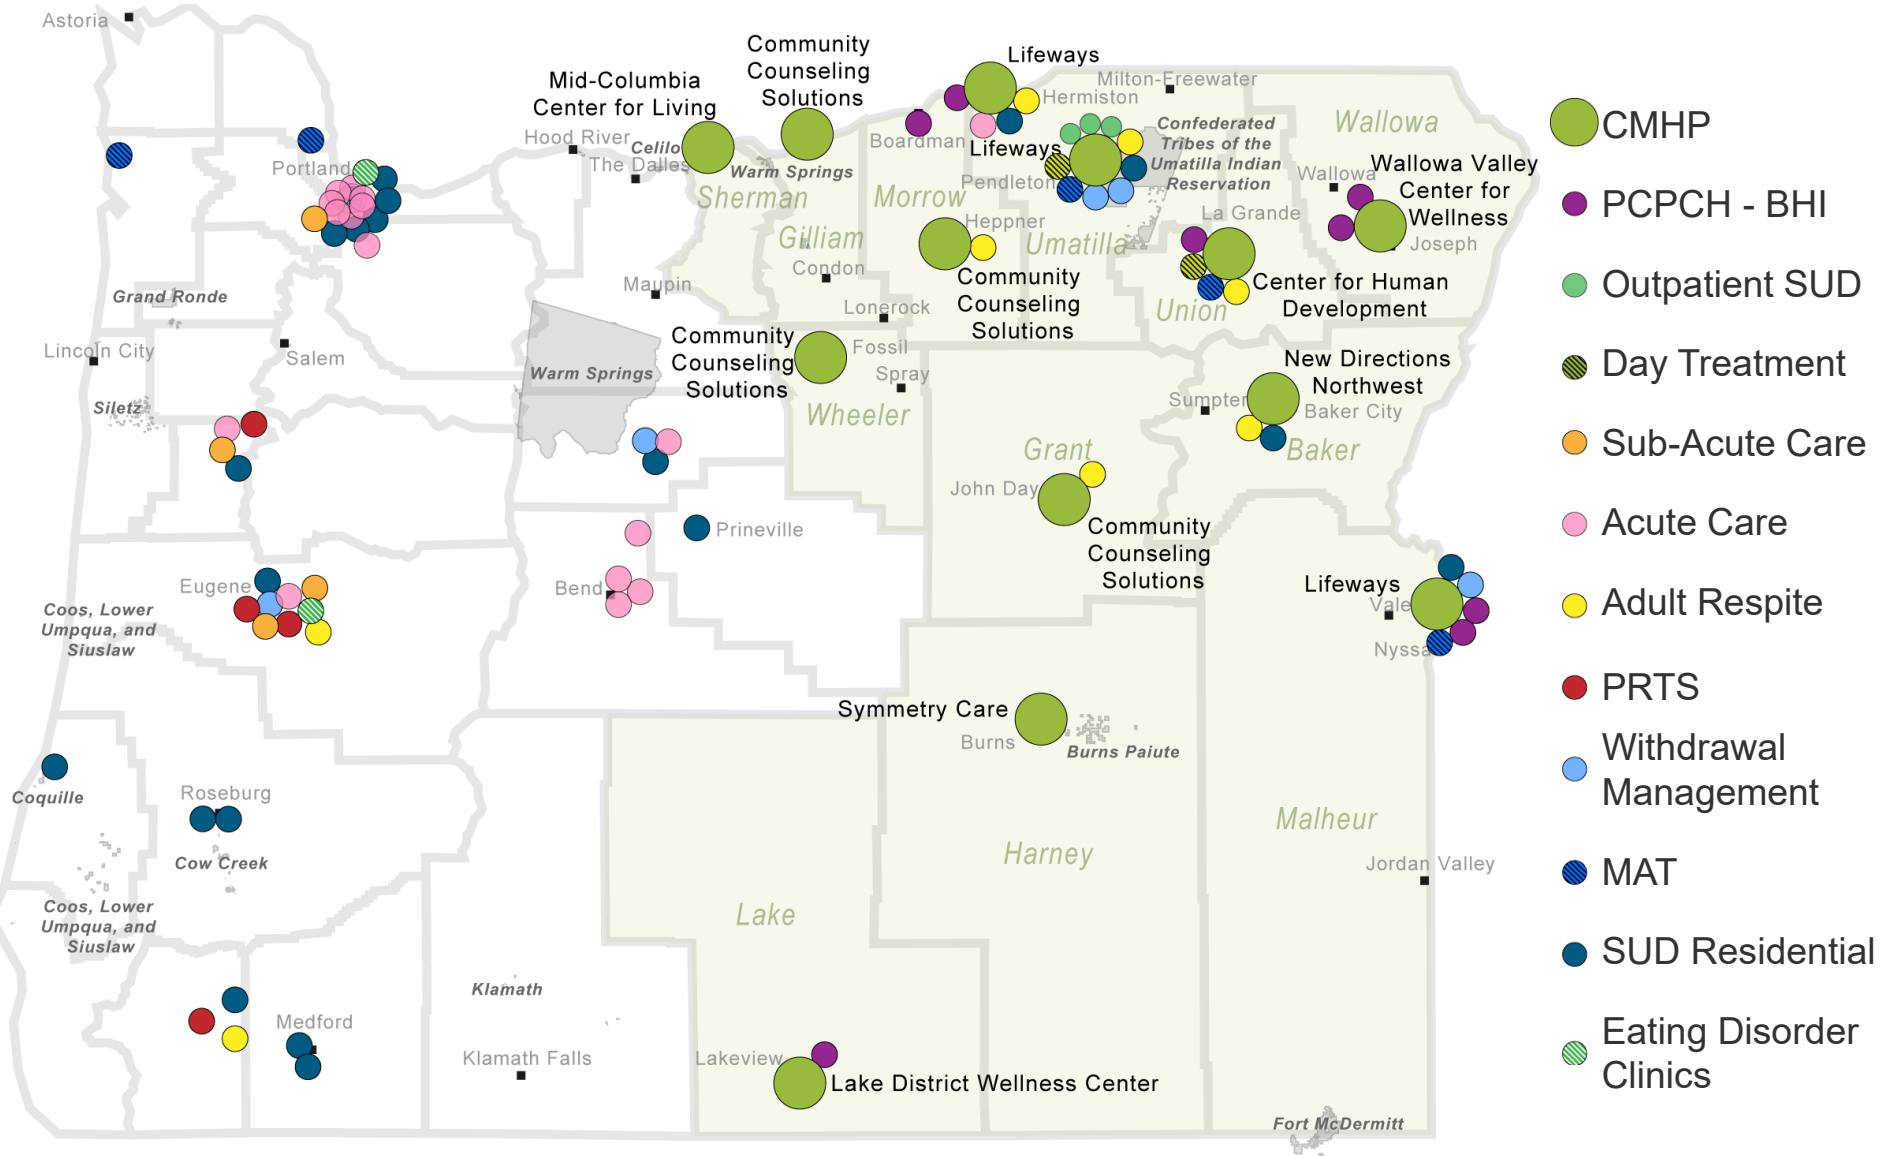 Astoria
Community
Counseling
Solutions
Lifeways
Mid-Columbia
Center for Living
Milton-Freewater
Hermiston
Hood River
Celilo
The Dalles
Warm Springs
Boardman
Lifeways
Pendleton
Confederated
Tribes of the
Umatilla Indian
Reservation
Wallowa
Wallowa Valley
Center for
Wellness
Wallowa
Joseph
Portland
Sherman
Morrow
Heppner
La Grande
Gilliam
Umatilla
Condon
Community
Counseling
Solutions
Center for Human
Development
Union
Grand Ronde
Maupin
Lonerock
Lincoln City
Salem
Community
Counseling
Solutions
Fossil
Spray
New Directions
Northwest
Warm Springs
Sumpter
Baker City
Siletz
Wheeler
Grant
Baker
John Day
Community
Counseling
Solutions
Prineville
Eugene
Bend
Lifeways
Vale
Nyssa
Coos, Lower
Umpqua, and
Siuslaw
Symmetry Care
Burns
Burns Paiute
Coquille
Roseburg
Cow Creek
Malheur
Harney
Jordan Valley
Coos, Lower
Umpqua, and
Siuslaw
Lake
Klamath
Medford
Klamath Falls
Lakeview
Lake District Wellness Center
Fort McDermitt
CMHP
PCPCH - BHI
Outpatient SUD
Day Treatment
Sub-Acute Care
Acute Care
Adult Respite
PRTS
Withdrawal
Management
MAT
SUD Residential
Eating Disorder
Clinics